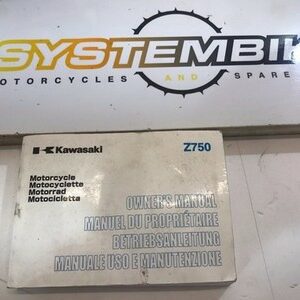 SYSTEMBIK
MOTORCYCLES AND SPARE
Kawasaki Z750
Motorcycle
Motocyclette
Motorrad
Motocicletta
OWNER'S MANUAL
MANUEL DU PROPRIÉTAIRE
BETRIEBSANLEITUNG
MANUALE USO E MANUTENZIONE